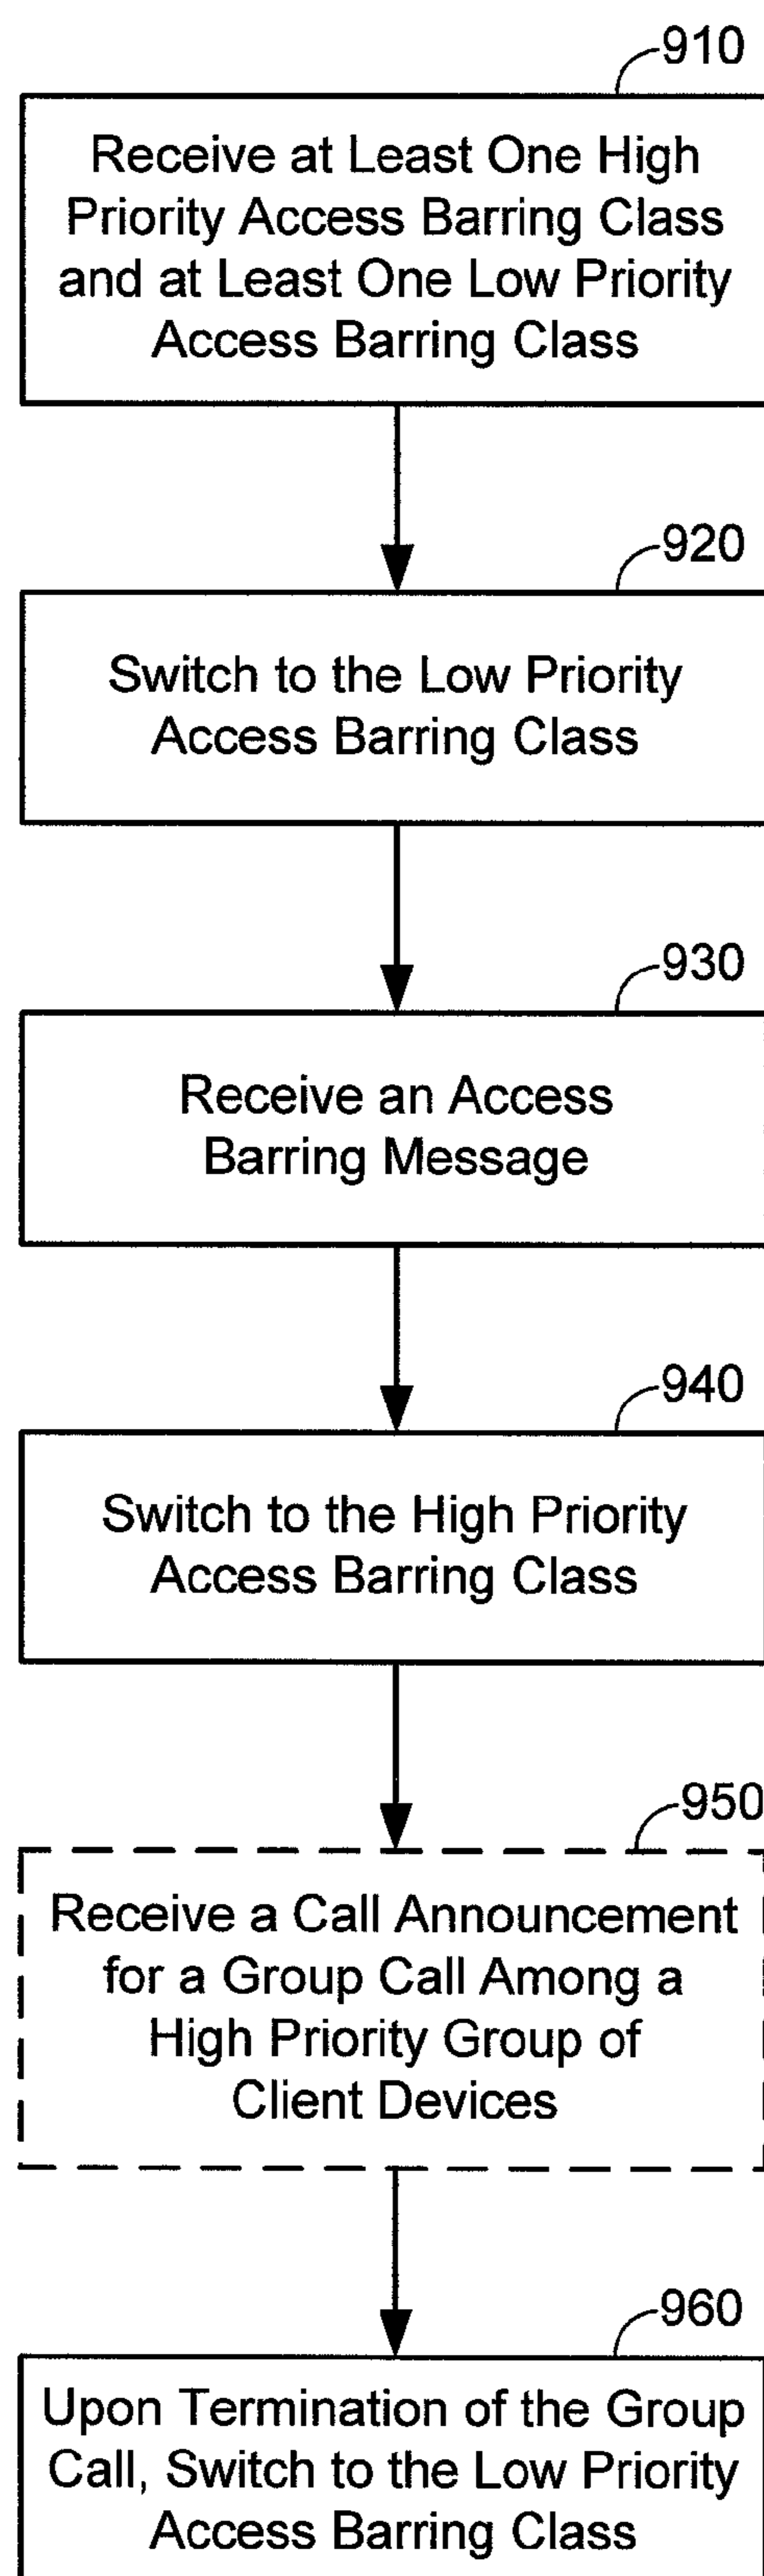 910
Receive at Least One High
Priority Access Barring Class
and at Least One Low Priority
Access Barring Class
920
Switch to the Low Priority
Access Barring Class
930
Receive an Access
Barring Message
940
Switch to the High Priority
Access Barring Class
950
Receive a Call Announcement
for a Group Call Among a
High Priority Group of
Client Devices
960
Upon Termination of the Group
Call, Switch to the Low Priority
Access Barring Class